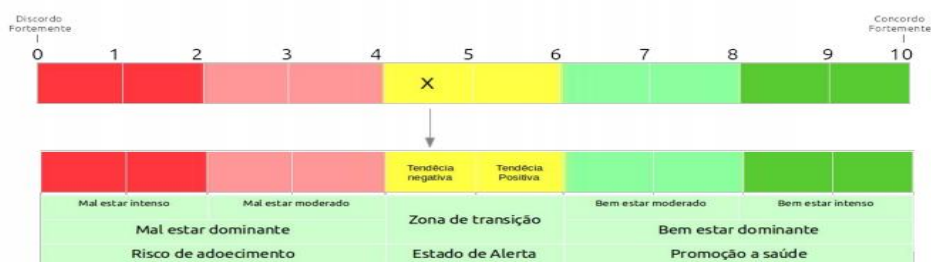 Discordo Concordo
Fortemente Fortemente
0 1 2 3 4 5 6 7 8 9 10
X
Tendêcia Tendêcia
negativa Positiva
Mal estar intenso Mal estar moderado Bem estar moderado Bem estar intenso
Zona de transição
Mal estar dominante Bem estar dominante
Risco de adoecimento Estado de Alerta Promoção a saúde